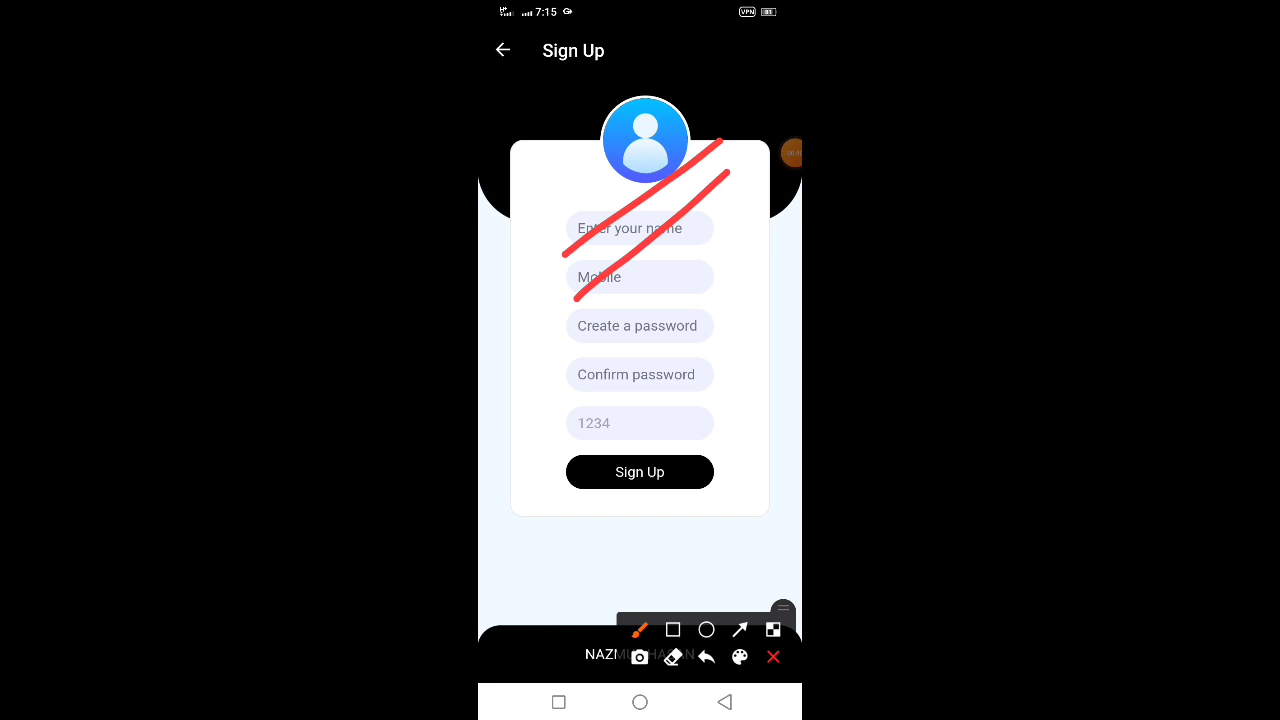 7:15 VPN
Sign Up
Enter your name
Mobile
Create a password
Confirm password
1234
Sign Up